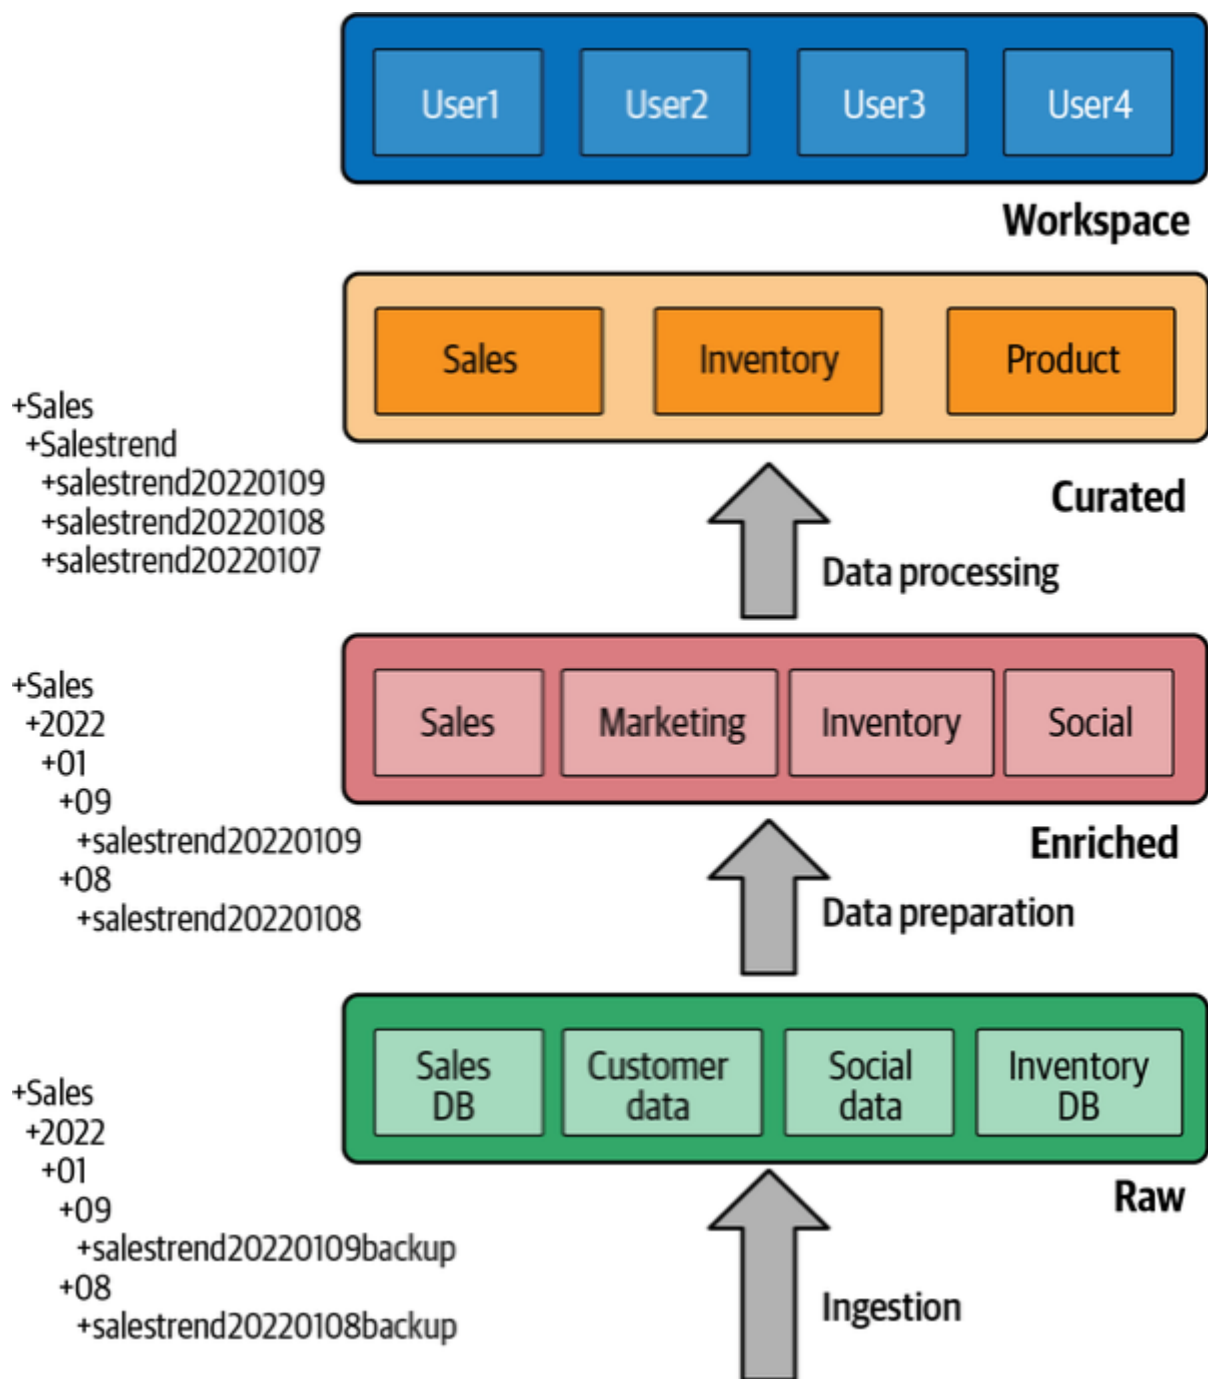 User1
User2
User3
User4
Workspace
Sales
Inventory
Product
Curated
+Sales
+Salestrend
+salestrend20220109
+salestrend20220108
+salestrend20220107
Data processing
Sales
Marketing
Inventory
Social
Enriched
+Sales
+2022
+01
+09
+salestrend20220109
+08
+salestrend20220108
Data preparation
Sales
DB
Customer
data
Social
data
Inventory
DB
Raw
+Sales
+2022
+01
+09
+salestrend20220109backup
+08
+salestrend20220108backup
Ingestion